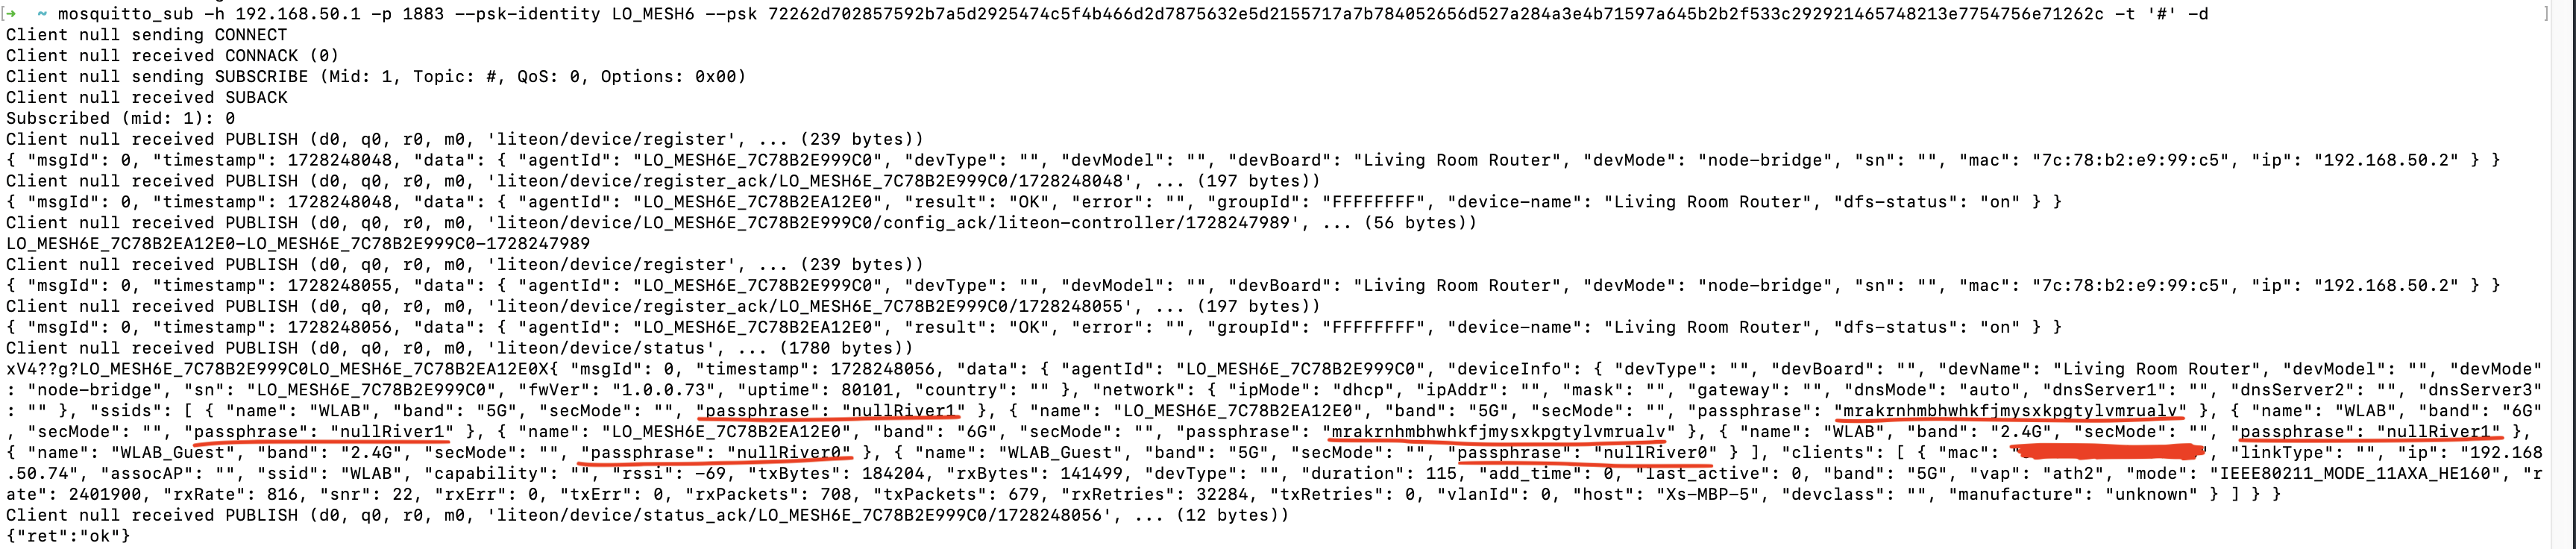 ➜ ~ mosquitto_sub -h 192.168.50.1 -p 1883 --psk-identity LO_MESH6 --psk 72262d702857592b7a5d2925474c5f4b466d2d7875632e5d2155717a7b784052656d527a284a3e4b71597a645b2b2f533c292921465748213e7754756e71262c -t '#' -d
Client null sending CONNECT
Client null received CONNACK (0)
Client null sending SUBSCRIBE (Mid: 1, Topic: #, QoS: 0, Options: 0x00)
Client null received SUBACK
Subscribed (mid: 1): 0
Client null received PUBLISH (d0, q0, r0, m0, 'liteon/device/register', ... (239 bytes))
{ "msgId": 0, "timestamp": 1728248048, "data": { "agentId": "LO_MESH6E_7C78B2E999C0", "devType": "", "devModel": "", "devBoard": "Living Room Router", "devMode": "node-bridge", "sn": "", "mac": "7c:78:b2:e9:99:c5", "ip": "192.168.50.2" } }
Client null received PUBLISH (d0, q0, r0, m0, 'liteon/device/register_ack/LO_MESH6E_7C78B2E999C0/1728248048', ... (197 bytes))
{ "msgId": 0, "timestamp": 1728248048, "data": { "agentId": "LO_MESH6E_7C78B2EA12E0", "result": "OK", "error": "", "groupId": "FFFFFFFF", "device-name": "Living Room Router", "dfs-status": "on" } }
Client null received PUBLISH (d0, q0, r0, m0, 'liteon/device/LO_MESH6E_7C78B2E999C0/config_ack/liteon-controller/1728247989', ... (56 bytes))
LO_MESH6E_7C78B2EA12E0-LO_MESH6E_7C78B2E999C0-1728247989
Client null received PUBLISH (d0, q0, r0, m0, 'liteon/device/register', ... (239 bytes))
{ "msgId": 0, "timestamp": 1728248055, "data": { "agentId": "LO_MESH6E_7C78B2E999C0", "devType": "", "devModel": "", "devBoard": "Living Room Router", "devMode": "node-bridge", "sn": "", "mac": "7c:78:b2:e9:99:c5", "ip": "192.168.50.2" } }
Client null received PUBLISH (d0, q0, r0, m0, 'liteon/device/register_ack/LO_MESH6E_7C78B2E999C0/1728248055', ... (197 bytes))
{ "msgId": 0, "timestamp": 1728248056, "data": { "agentId": "LO_MESH6E_7C78B2EA12E0", "result": "OK", "error": "", "groupId": "FFFFFFFF", "device-name": "Living Room Router", "dfs-status": "on" } }
Client null received PUBLISH (d0, q0, r0, m0, 'liteon/device/status', ... (1780 bytes))
xV4??g?LO_MESH6E_7C78B2E999C0LO_MESH6E_7C78B2EA12E0X{ "msgId": 0, "timestamp": 1728248056, "data": { "agentId": "LO_MESH6E_7C78B2E999C0", "deviceInfo": { "devType": "", "devBoard": "", "devName": "Living Room Router", "devModel": "", "devMode"
: "node-bridge", "sn": "LO_MESH6E_7C78B2E999C0", "fwVer": "1.0.0.73", "uptime": 80101, "country": "" }, "network": { "ipMode": "dhcp", "ipAddr": "", "mask": "", "gateway": "", "dnsMode": "auto", "dnsServer1": "", "dnsServer2": "", "dnsServer3"
: "" }, "ssids": [ { "name": "WLAB", "band": "5G", "secMode": "", "passphrase": "nullRiver1" }, { "name": "LO_MESH6E_7C78B2EA12E0", "band": "5G", "secMode": "", "passphrase": "mrakrnhmbhwhkfjmysxkpgtylvmrualv" }, { "name": "WLAB", "band": "6G"
, "secMode": "", "passphrase": "nullRiver1" }, { "name": "LO_MESH6E_7C78B2EA12E0", "band": "6G", "secMode": "", "passphrase": "mrakrnhmbhwhkfjmysxkpgtylvmrualv" }, { "name": "WLAB", "band": "2.4G", "secMode": "", "passphrase": "nullRiver1" },
{ "name": "WLAB_Guest", "band": "2.4G", "secMode": "", "passphrase": "nullRiver0" }, { "name": "WLAB_Guest", "band": "5G", "secMode": "", "passphrase": "nullRiver0" } ], "clients": [ { "mac": ", "linkType": "", "ip": "192.168
.50.74", "assocAP": "", "ssid": "WLAB", "capability": "", "rssi": -69, "txBytes": 184204, "rxBytes": 141499, "devType": "", "duration": 115, "add_time": 0, "last_active": 0, "band": "5G", "vap": "ath2", "mode": "IEEE80211_MODE_11AXA_HE160", "r
ate": 2401900, "rxRate": 816, "snr": 22, "rxErr": 0, "txErr": 0, "rxPackets": 708, "txPackets": 679, "rxRetries": 32284, "txRetries": 0, "vlanId": 0, "host": "Xs-MBP-5", "devclass": "", "manufacture": "unknown" } ] } }
Client null received PUBLISH (d0, q0, r0, m0, 'liteon/device/status_ack/LO_MESH6E_7C78B2E999C0/1728248056', ... (12 bytes))
{"ret":"ok"}